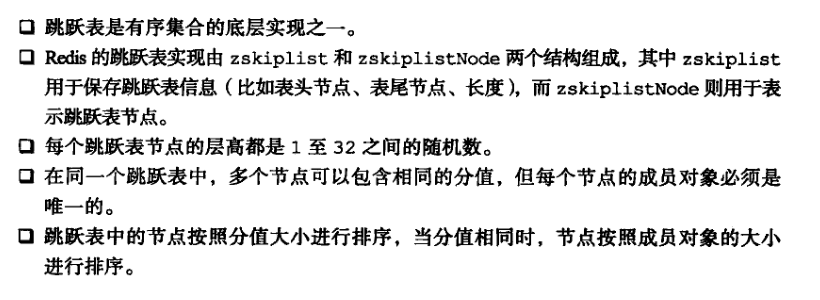 ❏ 跳跃表是有序集合的底层实现之一。
❏ Redis 的跳跃表实现由 zskiplist 和 zskiplistNode 两个结构组成，其中 zskiplist
用于保存跳跃表信息（比如表头节点、表尾节点、长度），而 zskiplistNode 则用于表
示跳跃表节点。
❏ 每个跳跃表节点的层高都是 1 至 32 之间的随机数。
❏ 在同一个跳跃表中，多个节点可以包含相同的分值，但每个节点的成员对象必须是
唯一的。
❏ 跳跃表中的节点按照分值大小进行排序，当分值相同时，节点按照成员对象的大小
进行排序。